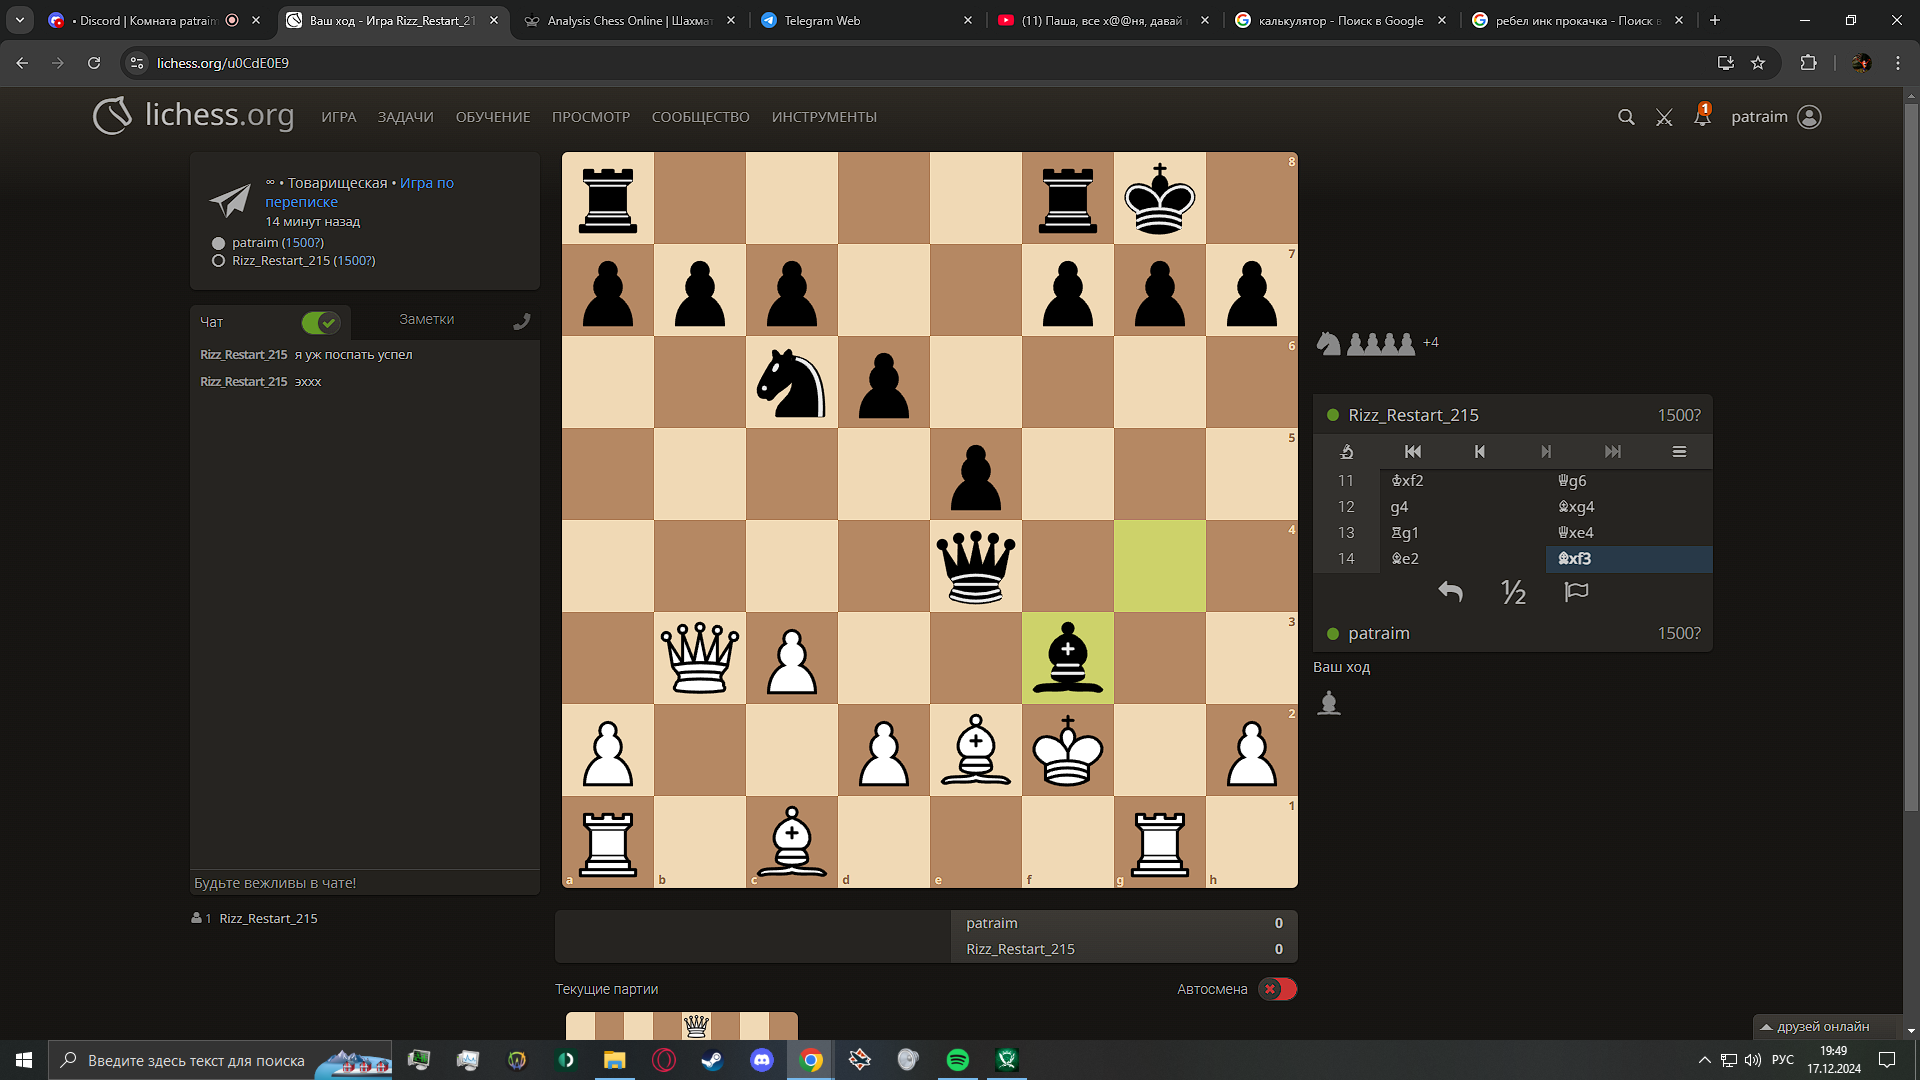 • Discord | Комната patraim
Ваш ход - Игра Rizz_Restart_21
Analysis Chess Online | Шахмат
Telegram Web
(11) Паша, все х@@ня, давай
калькулятор - Поиск в Google
ребел инк прокачка - Поиск в
lichess.org/u0CdE0E9
lichess.org
ИГРА
ЗАДАЧИ
ОБУЧЕНИЕ
ПРОСМОТР
СООБЩЕСТВО
ИНСТРУМЕНТЫ
1
patraim
∞ • Товарищеская • Игра по
переписке
14 минут назад
patraim (1500?)
Rizz_Restart_215 (1500?)
Чат
Заметки
Rizz_Restart_215 я уж поспать успел
Rizz_Restart_215 эххх
Будьте вежливы в чате!
1 Rizz_Restart_215
8
7
6
5
4
3
2
1
a
b
c
d
e
f
g
h
+4
Rizz_Restart_215
1500?
11 ♔xf2 ♕g6
12 g4 ♗xg4
13 ♖g1 ♕xe4
14 ♗e2 ♗xf3
½
patraim
1500?
Ваш ход
patraim 0
Rizz_Restart_215 0
Текущие партии
Автосмена
друзей онлайн
Введите здесь текст для поиска
РУС
19:49
17.12.2024